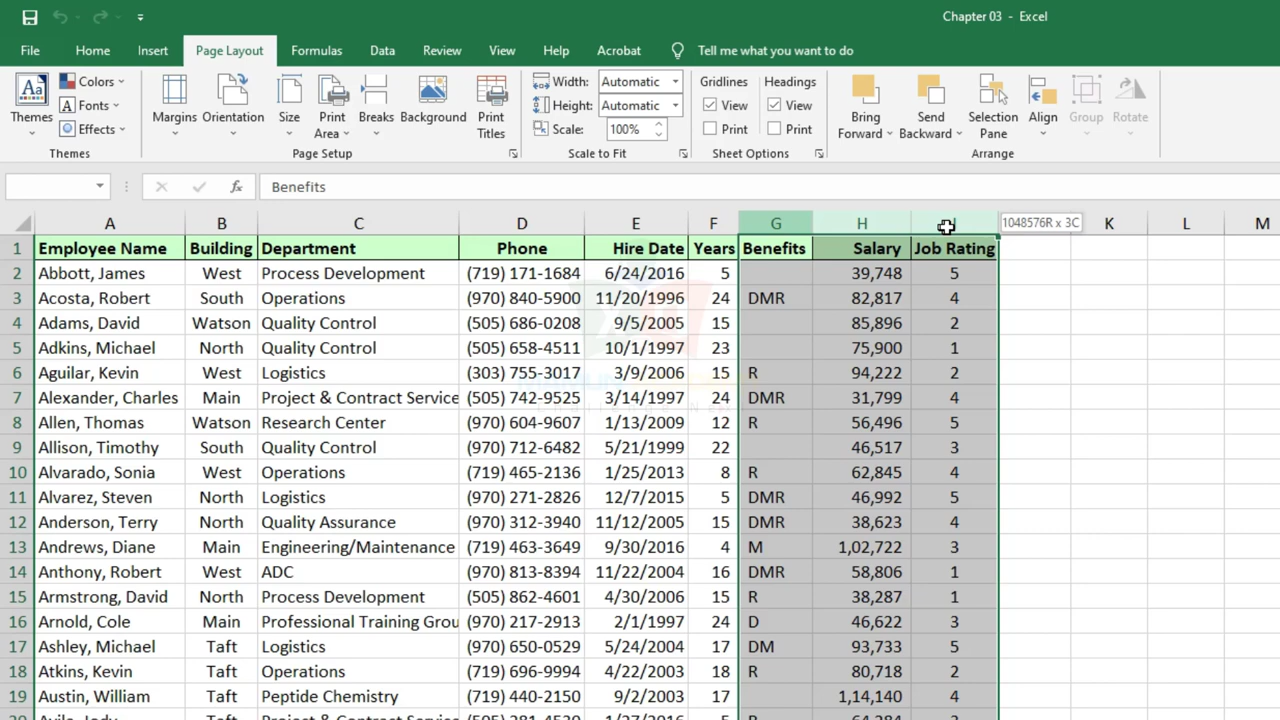 Chapter 03 - Excel
File Home Insert Draw Page Layout Formulas Data Review View Help Acrobat Tell me what you want to do
Themes Colors Fonts Effects
Margins Orientation Size Print Area Breaks Background Print Titles
Width: Automatic
Height: Automatic
Scale: 100%
Gridlines View Print
Headings View Print
Bring Forward Send Backward Selection Pane Align Group Rotate
Themes Page Setup Scale to Fit Sheet Options Arrange
fx Benefits
A B C D E F G H 1048576R x 3C K L M
1 Employee Name Building Department Phone Hire Date Years Benefits Salary Job Rating
2 Abbott, James West Process Development (719) 171-1684 6/24/2016 5 39,748 5
3 Acosta, Robert South Operations (970) 840-5900 11/20/1996 24 DMR 82,817 4
4 Adams, David Watson Quality Control (505) 686-0208 9/5/2005 15 85,896 2
5 Adkins, Michael North Quality Control (505) 658-4511 10/1/1997 23 75,900 1
6 Aguilar, Kevin West Logistics (303) 755-3017 3/9/2006 15 R 94,222 2
7 Alexander, Charles Main Project & Contract Service (505) 742-9525 3/14/1997 24 DMR 31,799 4
8 Allen, Thomas Watson Research Center (970) 604-9607 1/13/2009 12 R 56,496 5
9 Allison, Timothy South Quality Control (970) 712-6482 5/21/1999 22 46,517 3
10 Alvarado, Sonia West Operations (719) 465-2136 1/25/2013 8 R 62,845 4
11 Alvarez, Steven North Logistics (970) 271-2826 12/7/2015 5 DMR 46,992 5
12 Anderson, Terry North Quality Assurance (970) 312-3940 11/12/2005 15 DMR 38,623 4
13 Andrews, Diane Main Engineering/Maintenance (719) 463-3649 9/30/2016 4 M 1,02,722 3
14 Anthony, Robert West ADC (970) 813-8394 11/22/2004 16 DMR 58,806 1
15 Armstrong, David North Process Development (505) 862-4601 4/30/2006 15 R 38,287 1
16 Arnold, Cole Main Professional Training Grou (970) 217-2913 2/1/1997 24 D 46,622 3
17 Ashley, Michael Taft Logistics (970) 650-0529 5/24/2004 17 DM 93,733 5
18 Atkins, Kevin Taft Operations (719) 696-9994 4/22/2003 18 R 80,718 2
19 Austin, William Taft Peptide Chemistry (719) 440-2150 9/2/2003 17 1,14,140 4